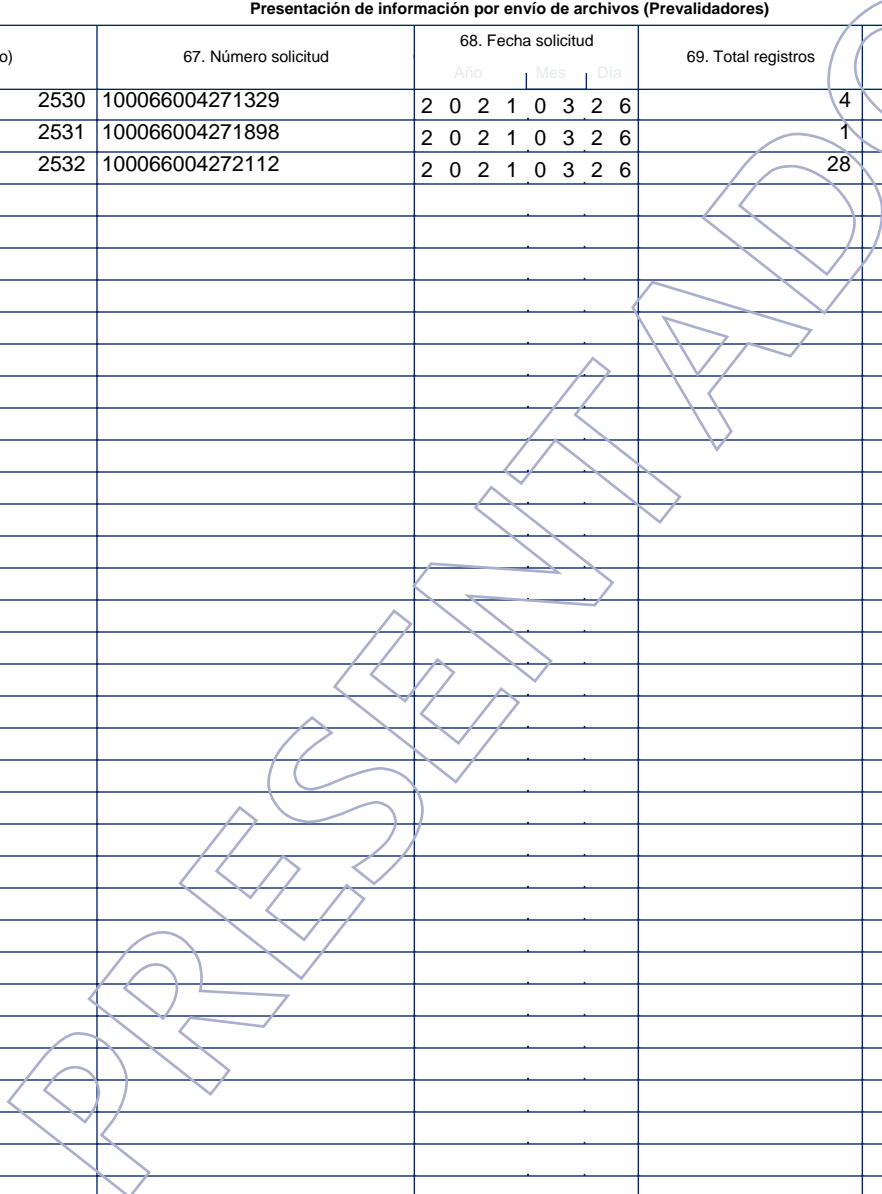 Presentación de información por envío de archivos (Prevalidadores)
o) 67. Número solicitud 68. Fecha solicitud 69. Total registros
Año Mes Día
2530 100066004271329 2 0 2 1 0 3 2 6 4
2531 100066004271898 2 0 2 1 0 3 2 6 1
2532 100066004272112 2 0 2 1 0 3 2 6 28
PRESENTADO